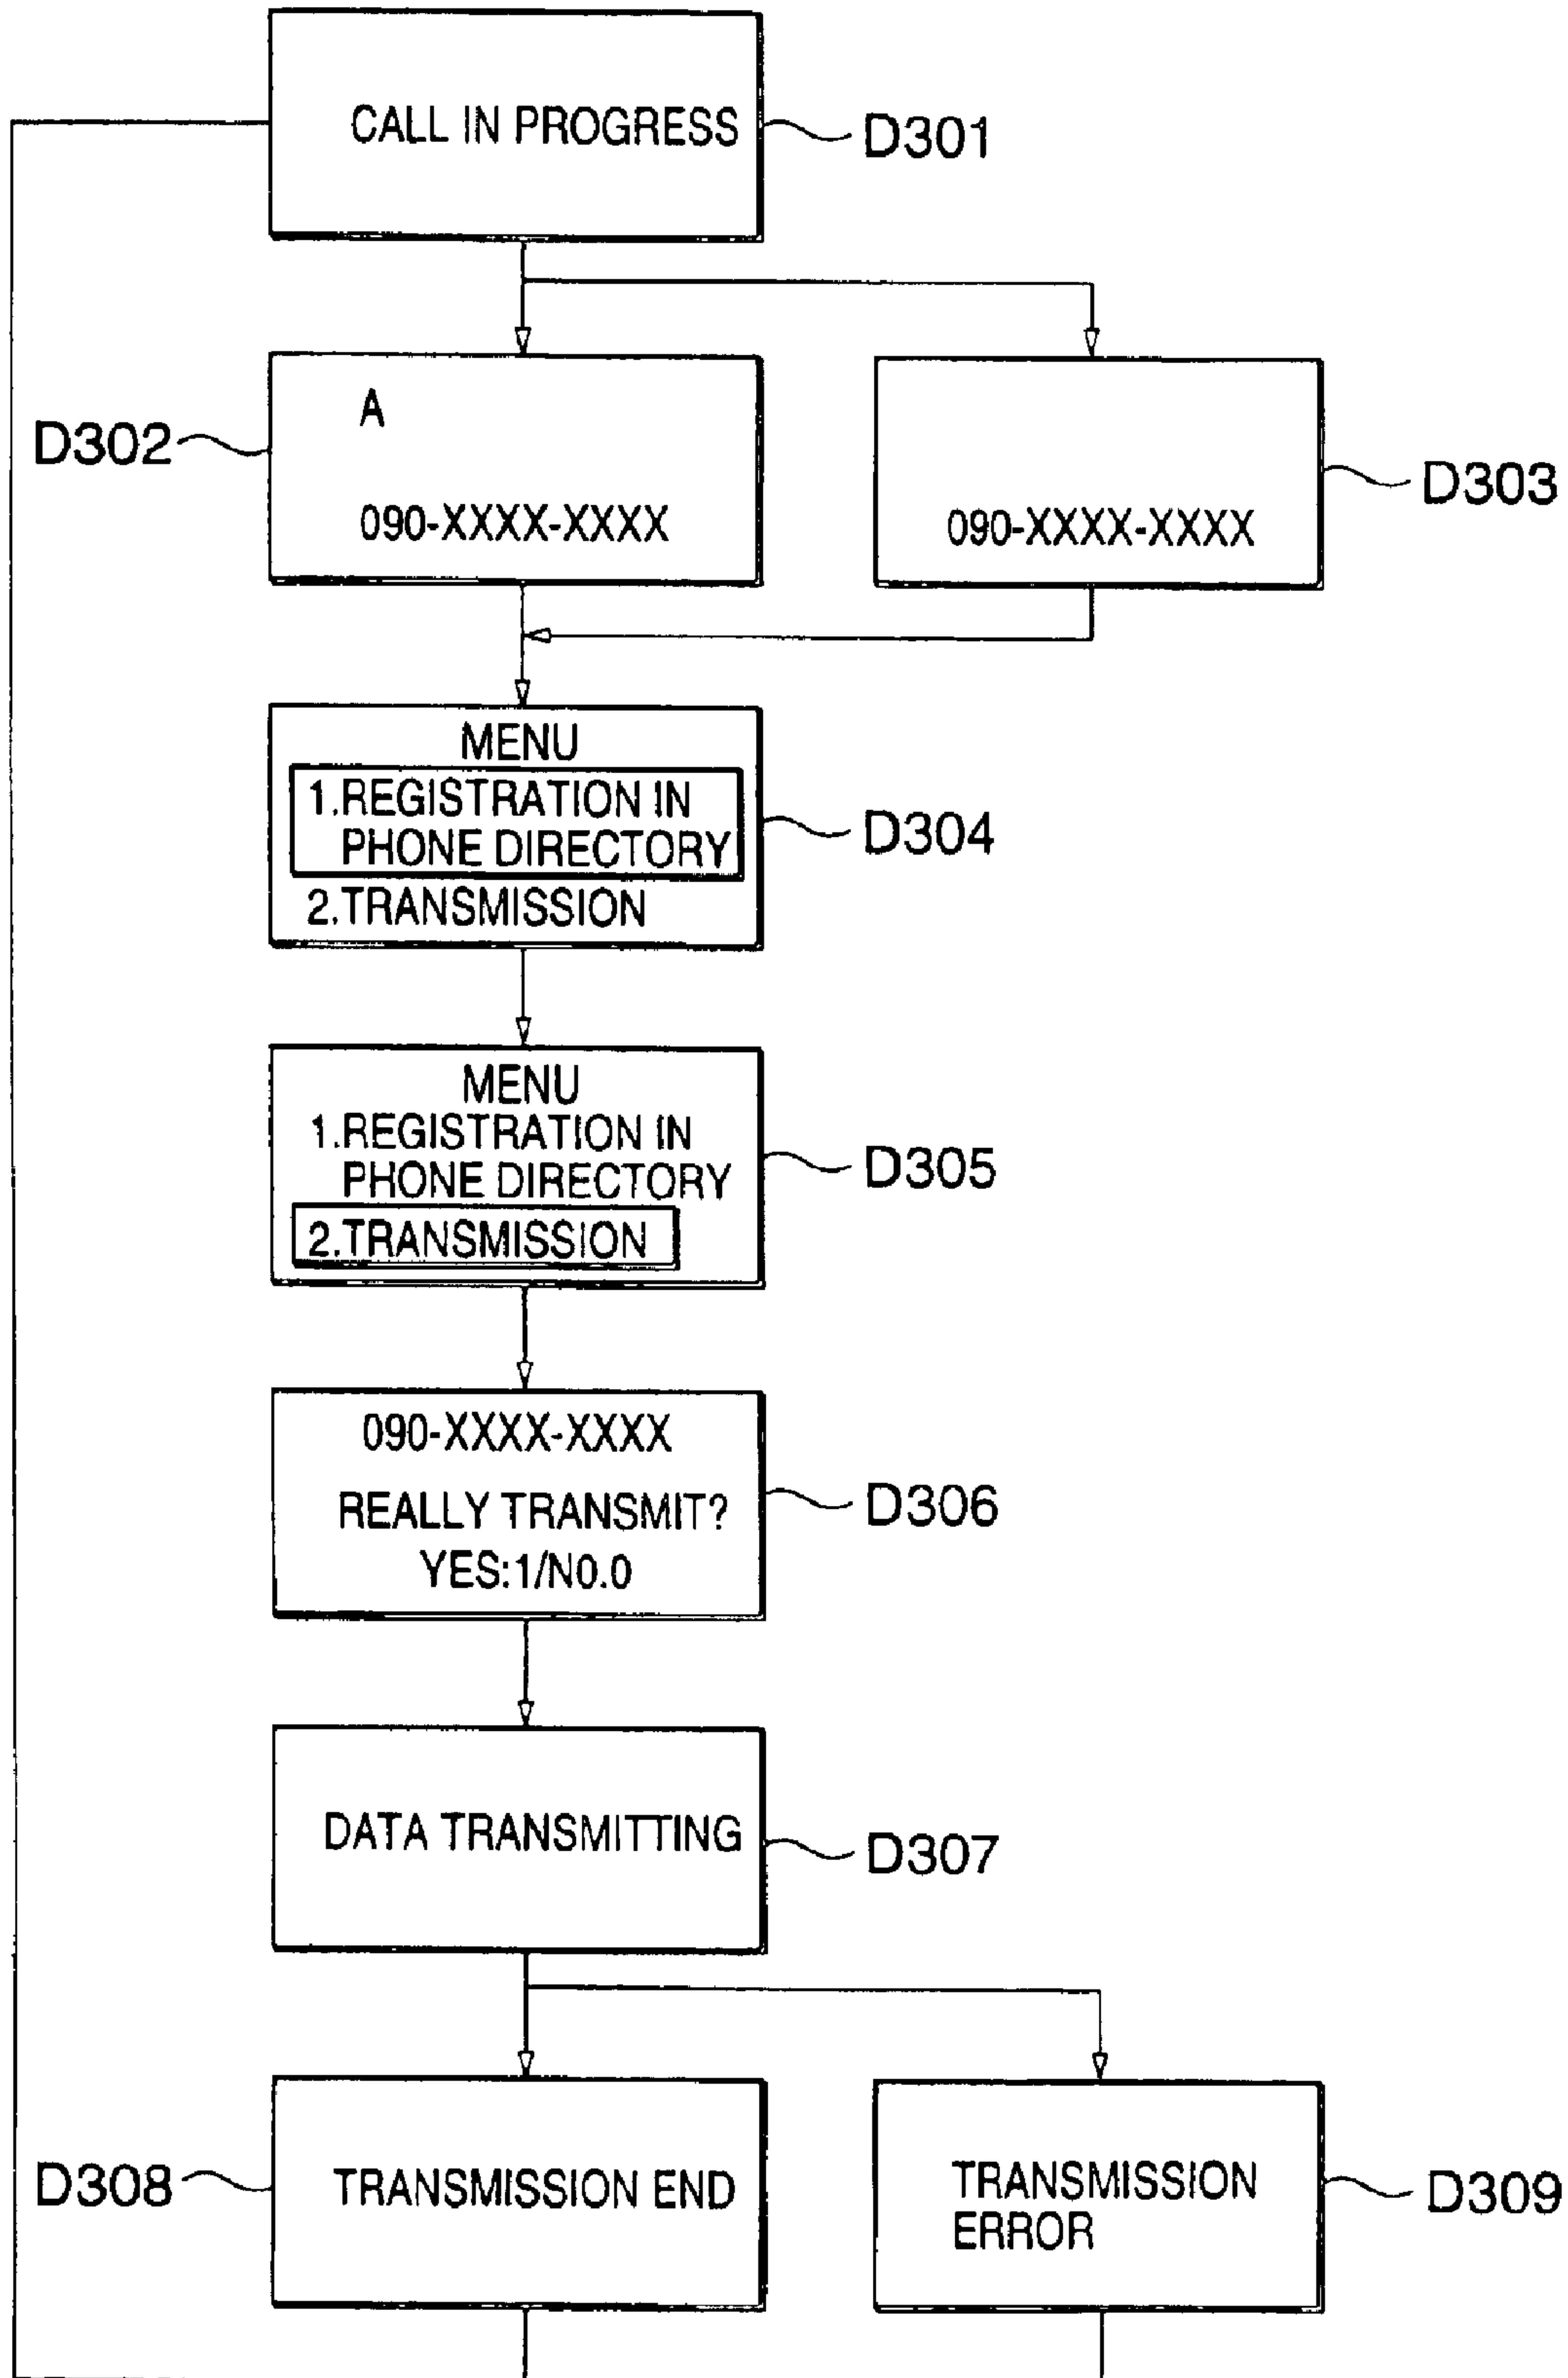 CALL IN PROGRESS
D301
A
090-XXXX-XXXX
D302
090-XXXX-XXXX
D303
MENU
1.REGISTRATION IN
PHONE DIRECTORY
2.TRANSMISSION
D304
MENU
1.REGISTRATION IN
PHONE DIRECTORY
2.TRANSMISSION
D305
090-XXXX-XXXX
REALLY TRANSMIT?
YES:1/N0.0
D306
DATA TRANSMITTING
D307
D308
TRANSMISSION END
TRANSMISSION
ERROR
D309